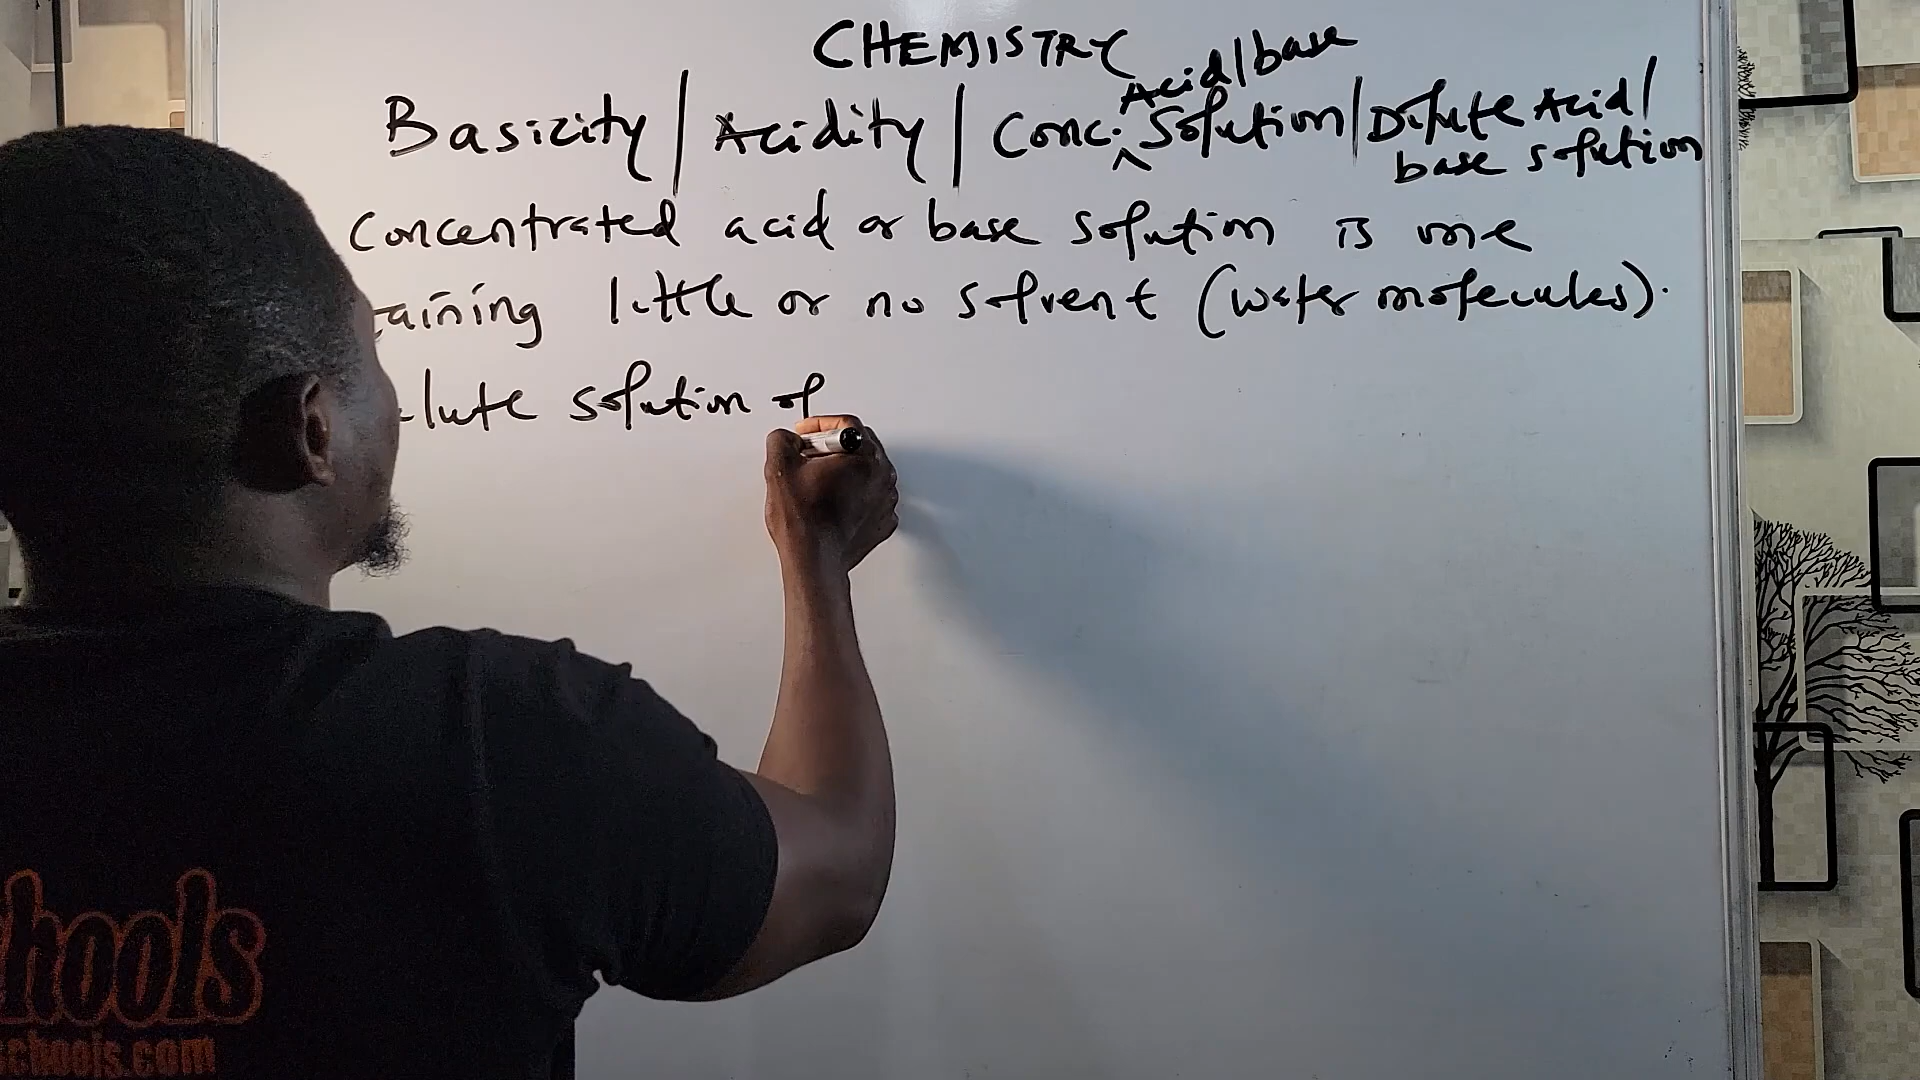 CHEMISTRY
Acid/base
Basicity / Acidity / Conc. ^ Solution / Dilute Acid /
base solution
concentrated acid or base solution is one
taining little or no solvent (water molecules).
lute solution of
hools
schools.com